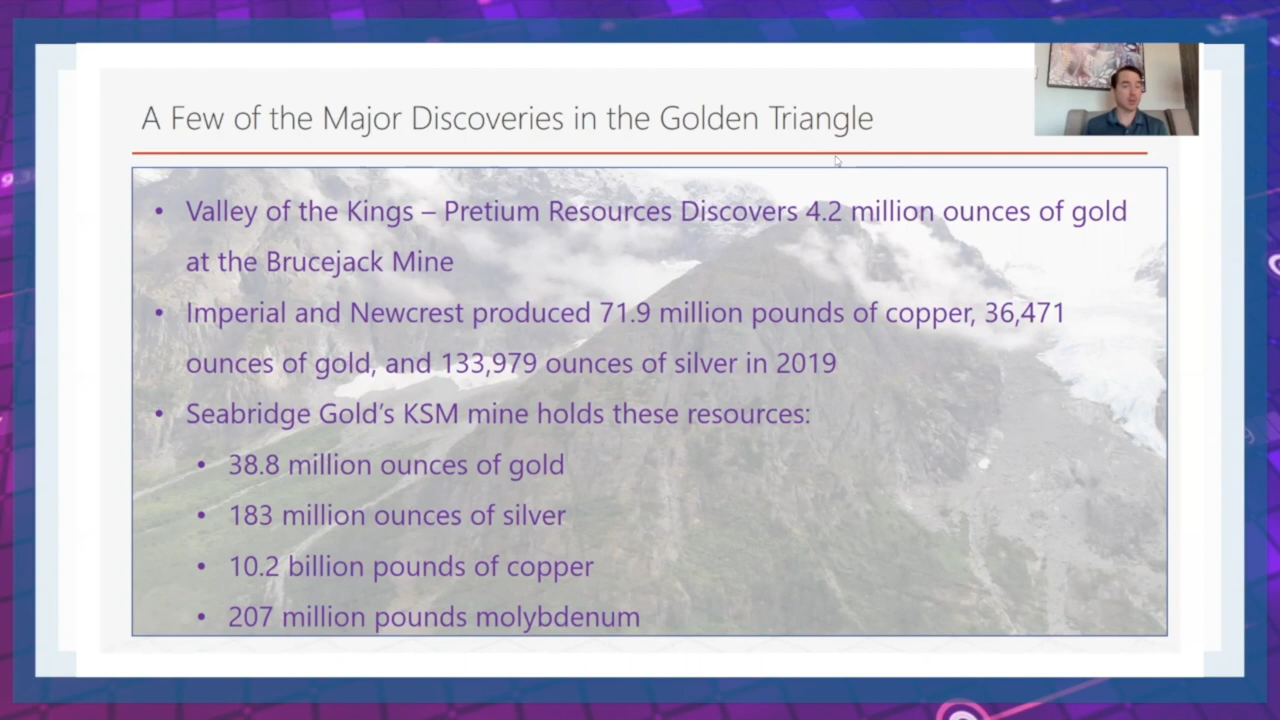 A Few of the Major Discoveries in the Golden Triangle
• Valley of the Kings – Pretium Resources Discovers 4.2 million ounces of gold
at the Brucejack Mine
• Imperial and Newcrest produced 71.9 million pounds of copper, 36,471
ounces of gold, and 133,979 ounces of silver in 2019
• Seabridge Gold’s KSM mine holds these resources:
• 38.8 million ounces of gold
• 183 million ounces of silver
• 10.2 billion pounds of copper
• 207 million pounds molybdenum